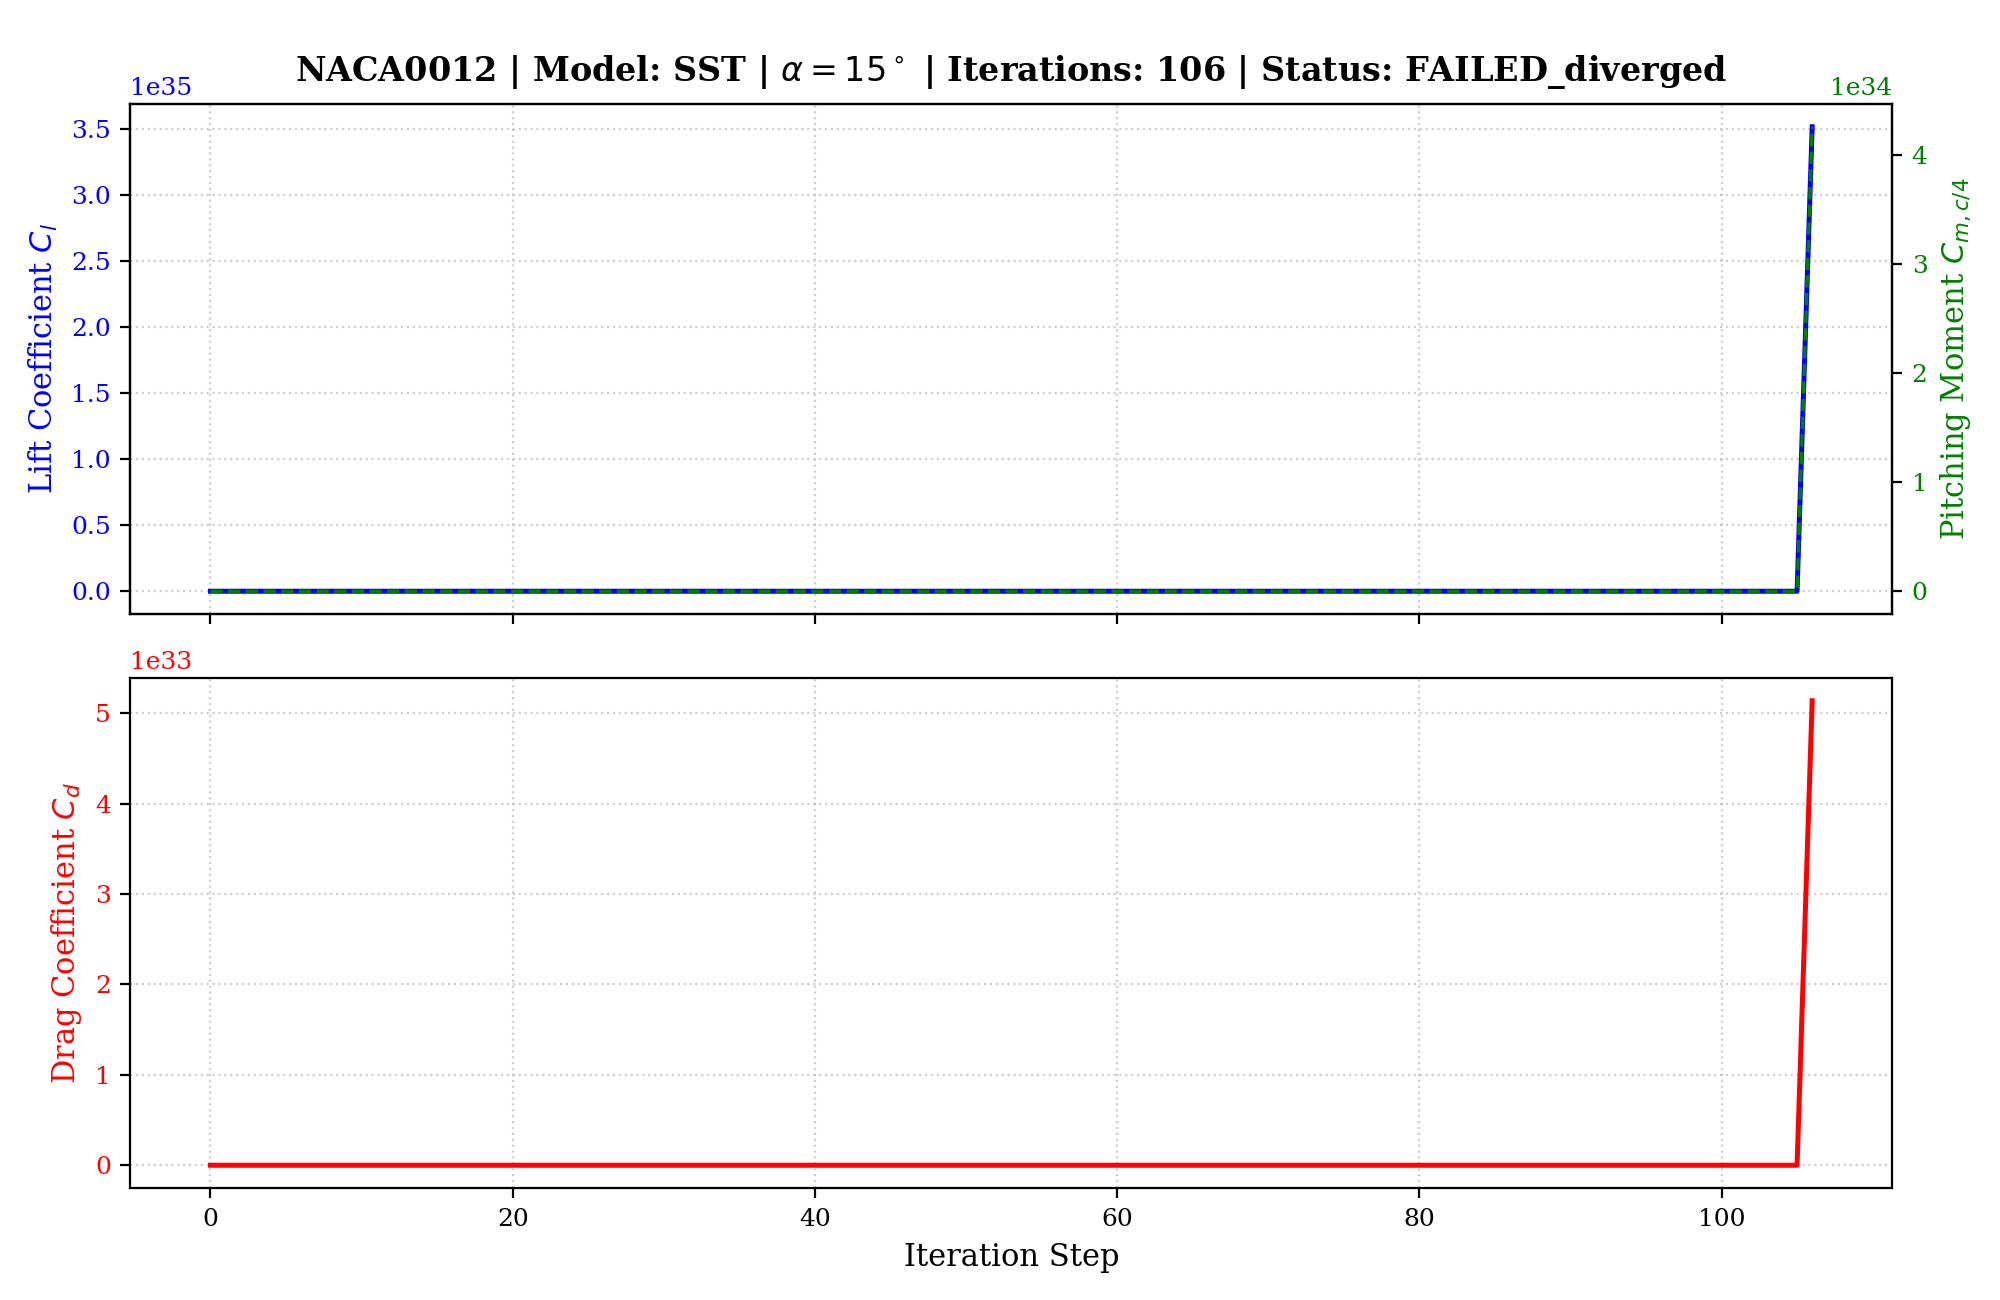 NACA0012 | Model: SST | α = 15° | Iterations: 106 | Status: FAILED_diverged
1e35
1e34
3.5
3.0
2.5
2.0
1.5
1.0
0.5
0.0
Lift Coefficient C_l
4
3
2
1
0
Pitching Moment C_{m, c/4}
1e33
5
4
3
2
1
0
Drag Coefficient C_d
0 20 40 60 80 100
Iteration Step